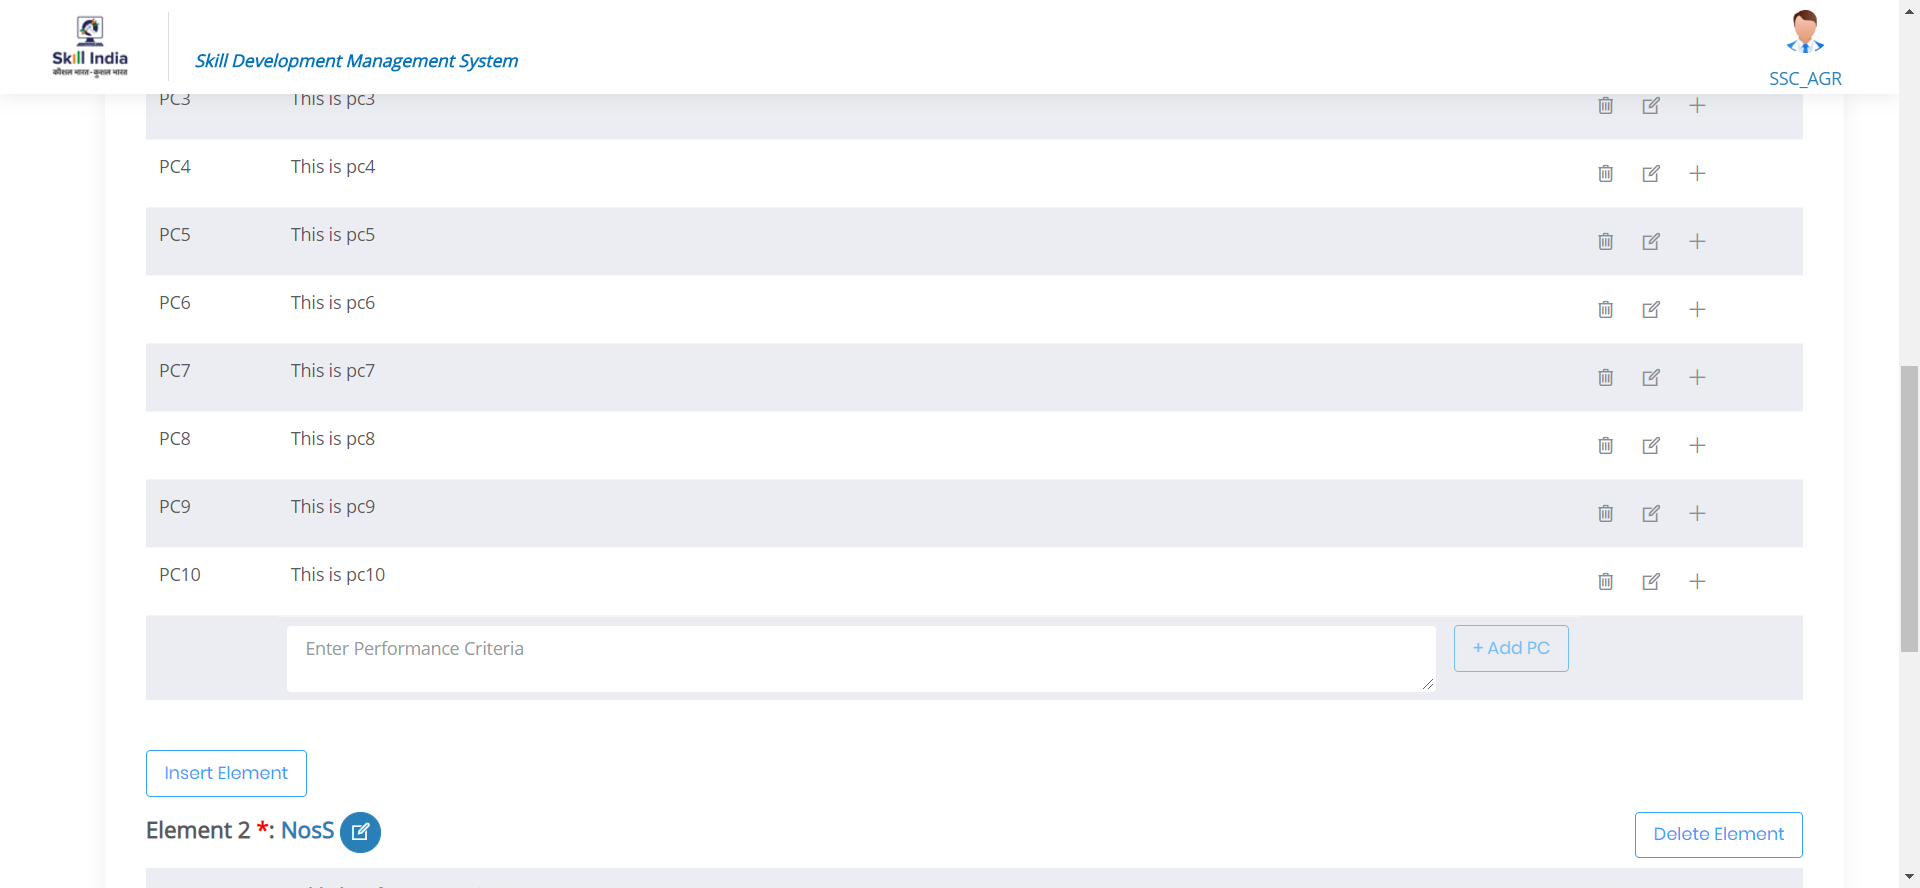 Skill India
कौशल भारत-कुशल भारत
Skill Development Management System
SSC_AGR
PC3 This is pc3
PC4 This is pc4
PC5 This is pc5
PC6 This is pc6
PC7 This is pc7
PC8 This is pc8
PC9 This is pc9
PC10 This is pc10
Enter Performance Criteria
+ Add PC
Insert Element
Element 2 *: NosS
Delete Element